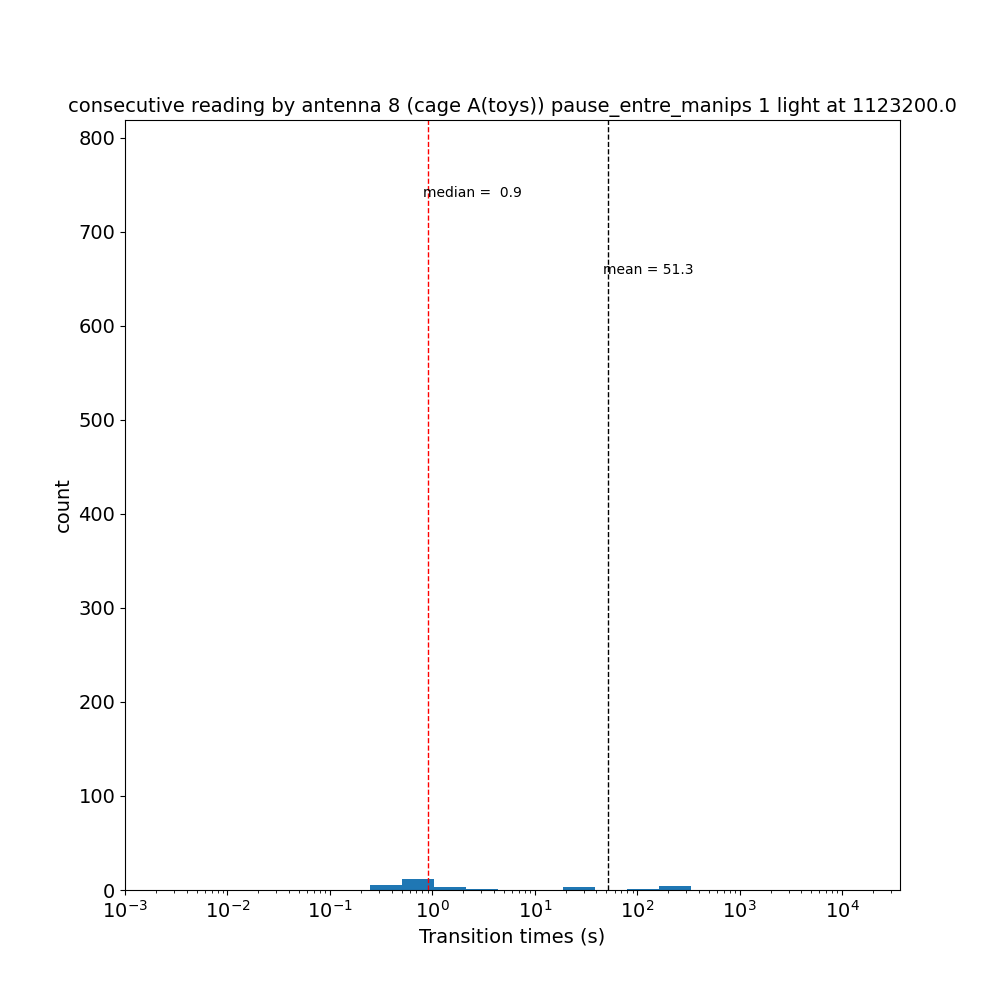 consecutive reading by antenna 8 (cage A(toys)) pause_entre_manips 1 light at 1123200.0
800
median =  0.9
700
mean = 51.3
600
500
count
400
300
200
100
0
10⁻³ 10⁻² 10⁻¹ 10⁰ 10¹ 10² 10³ 10⁴
Transition times (s)